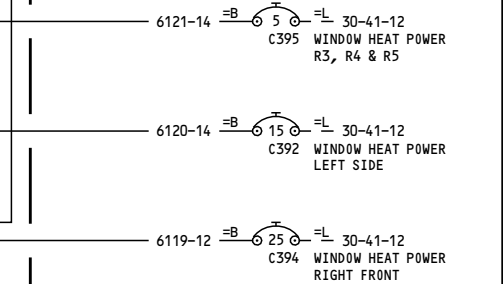 6121-14 =B 5 =L 30-41-12
C395 WINDOW HEAT POWER
R3, R4 & R5
6120-14 =B 15 =L 30-41-12
C392 WINDOW HEAT POWER
LEFT SIDE
6119-12 =B 25 =L 30-41-12
C394 WINDOW HEAT POWER
RIGHT FRONT